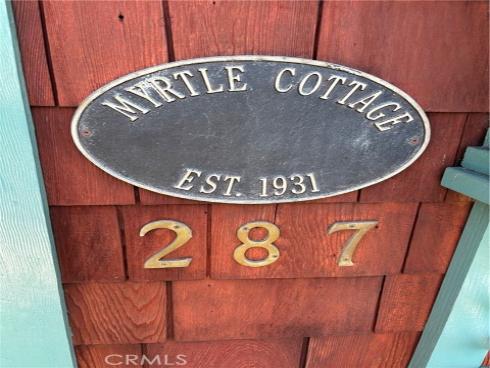 MYRTLE COTTAGE
EST. 1931
287
© CRMLS